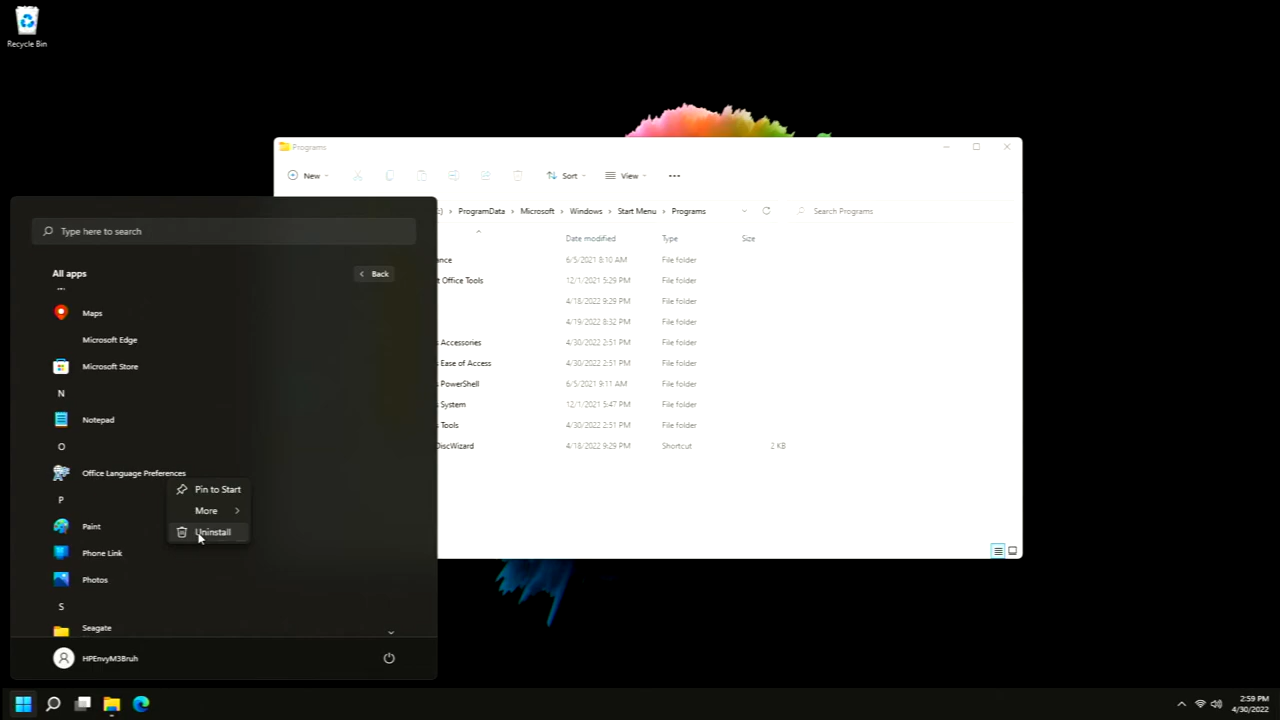 Recycle Bin
Programs
New
Sort
View
ProgramData
Microsoft
Windows
Start Menu
Programs
Search Programs
Date modified
Type
Size
ance
6/5/2021 8:10 AM
File folder
t Office Tools
12/1/2021 5:29 PM
File folder
4/18/2022 9:29 PM
File folder
4/19/2022 8:32 PM
File folder
s Accessories
4/30/2022 2:51 PM
File folder
s Ease of Access
4/30/2022 2:51 PM
File folder
s PowerShell
6/5/2021 9:11 AM
File folder
s System
12/1/2021 5:47 PM
File folder
s Tools
4/30/2022 2:51 PM
File folder
DiscWizard
4/18/2022 9:29 PM
Shortcut
2 KB
Type here to search
All apps
Back
Maps
Microsoft Edge
Microsoft Store
N
Notepad
O
Office Language Preferences
P
Pin to Start
More
Uninstall
Paint
Phone Link
Photos
S
Seagate
HPEnvyM3Bruh
2:59 PM
4/30/2022